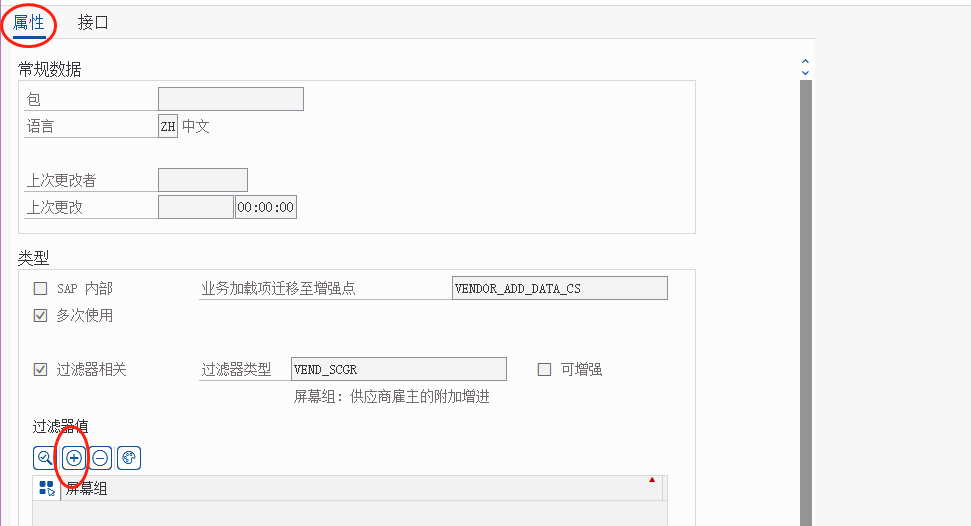 属性 接口
常规数据
包
语言 ZH 中文
上次更改者
上次更改 00:00:00
类型
SAP 内部 业务加载项迁移至增强点 VENDOR_ADD_DATA_CS
多次使用
过滤器相关 过滤器类型 VEND_SCGR 可增强
屏幕组: 供应商雇主的附加增进
过滤器值
屏幕组